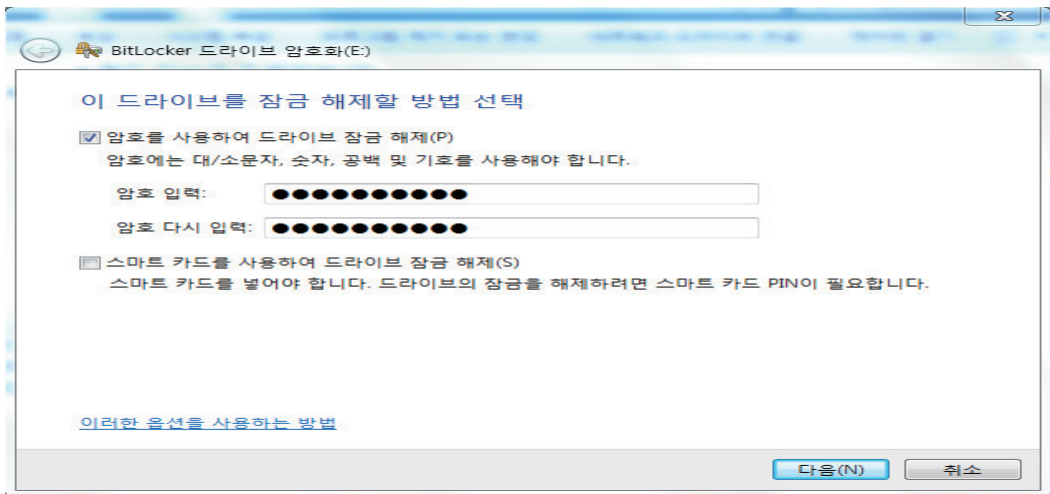 BitLocker 드라이브 암호화(E:)
이 드라이브를 잠금 해제할 방법 선택
암호를 사용하여 드라이브 잠금 해제(P)
암호에는 대/소문자, 숫자, 공백 및 기호를 사용해야 합니다.
암호 입력: ●●●●●●●●●●
암호 다시 입력: ●●●●●●●●●●
스마트 카드를 사용하여 드라이브 잠금 해제(S)
스마트 카드를 넣어야 합니다. 드라이브의 잠금을 해제하려면 스마트 카드 PIN이 필요합니다.
이러한 옵션을 사용하는 방법
다음(N) 취소